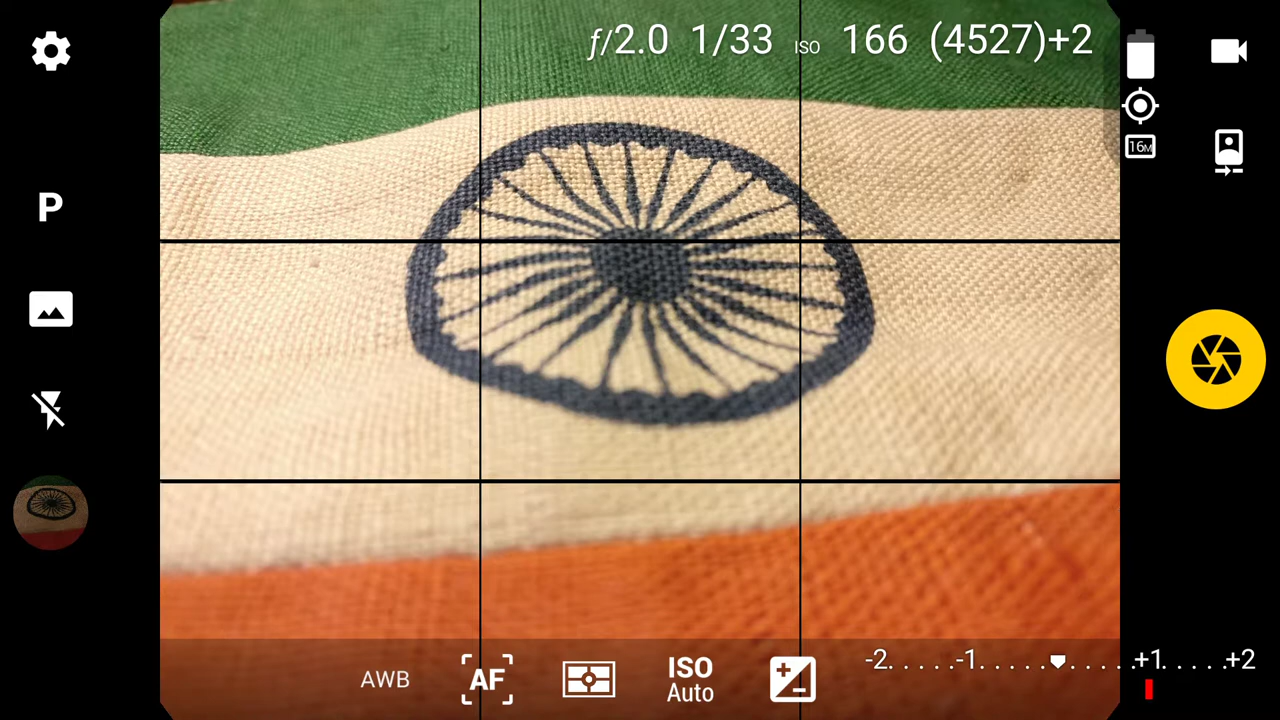 f/2.0 1/33 ISO 166 (4527)+2
16M
P
-2.....-1.....　.....+1.....+2
AWB
AF
ISO
Auto